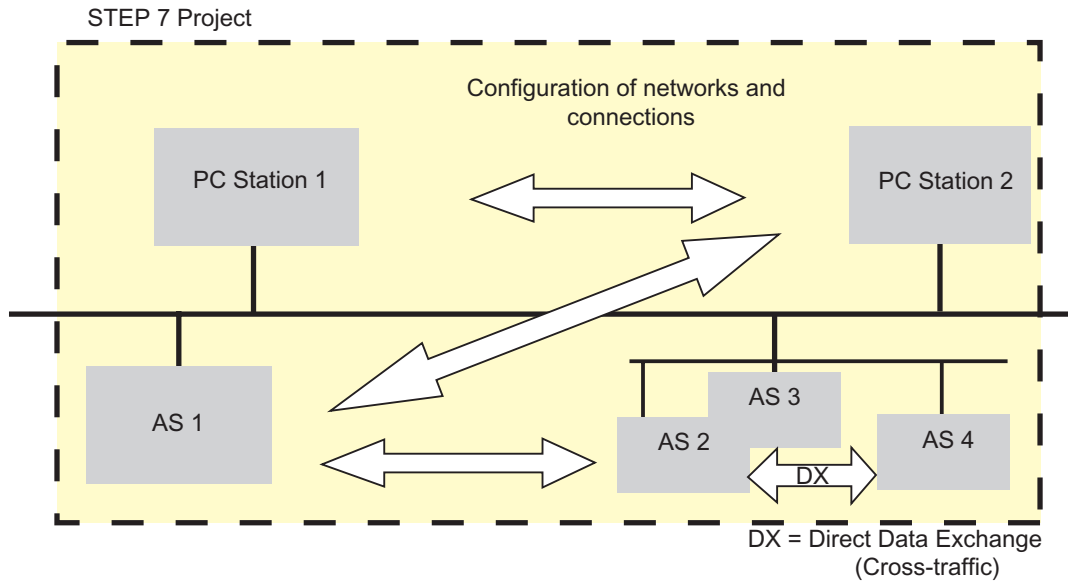 STEP 7 Project
Configuration of networks and
connections
PC Station 1
PC Station 2
AS 1
AS 3
AS 2
AS 4
DX
DX = Direct Data Exchange
(Cross-traffic)